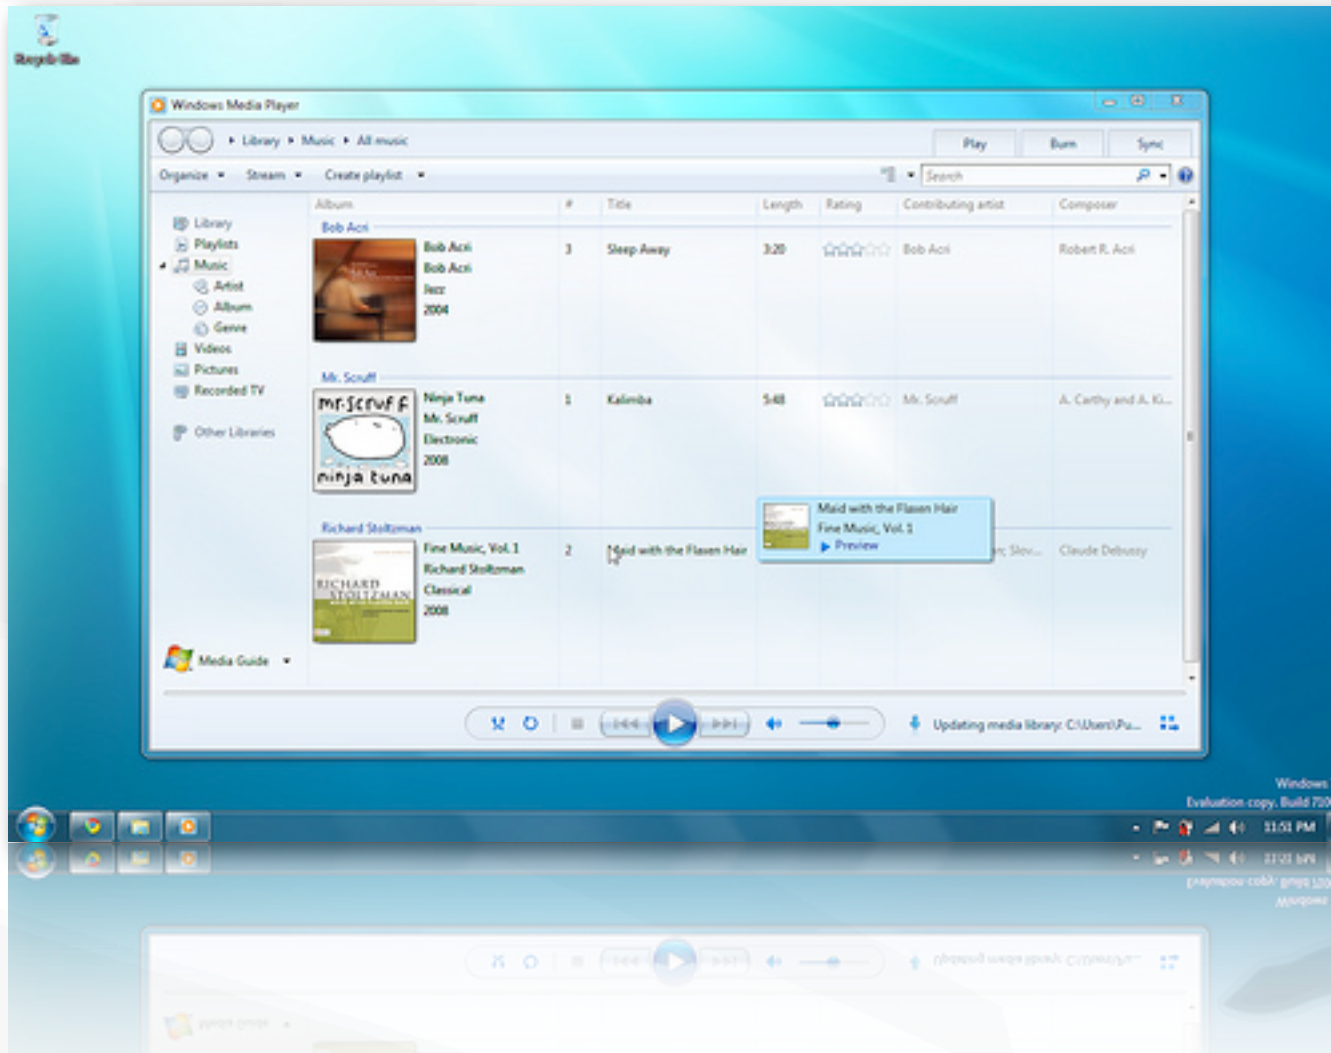 Recycle Bin
Windows Media Player
Library Music All music
Play Burn Sync
Organize Stream Create playlist Search
Album # Title Length Rating Contributing artist Composer
Library
Playlists
Music
Artist
Album
Genre
Videos
Pictures
Recorded TV
Other Libraries
Media Guide
Bob Acri
Bob Acri 3 Sleep Away 3:20 Bob Acri Robert R. Acri
Bob Acri
Jazz
2004
Mr. Scruff
mr.scruff
ninja tuna
Ninja Tuna 1 Kalimba 5:48 Mr. Scruff A. Carthy and A. Ki...
Mr. Scruff
Electronic
2008
Richard Stoltzman
RICHARD
STOLTZMAN
Fine Music, Vol. 1 2 Maid with the Flaxen Hair Slov... Claude Debussy
Richard Stoltzman
Classical
2008
Maid with the Flaxen Hair
Fine Music, Vol. 1
Preview
Updating media library: C:\Users\Pu...
Windows
Evaluation copy. Build 710
11:51 PM